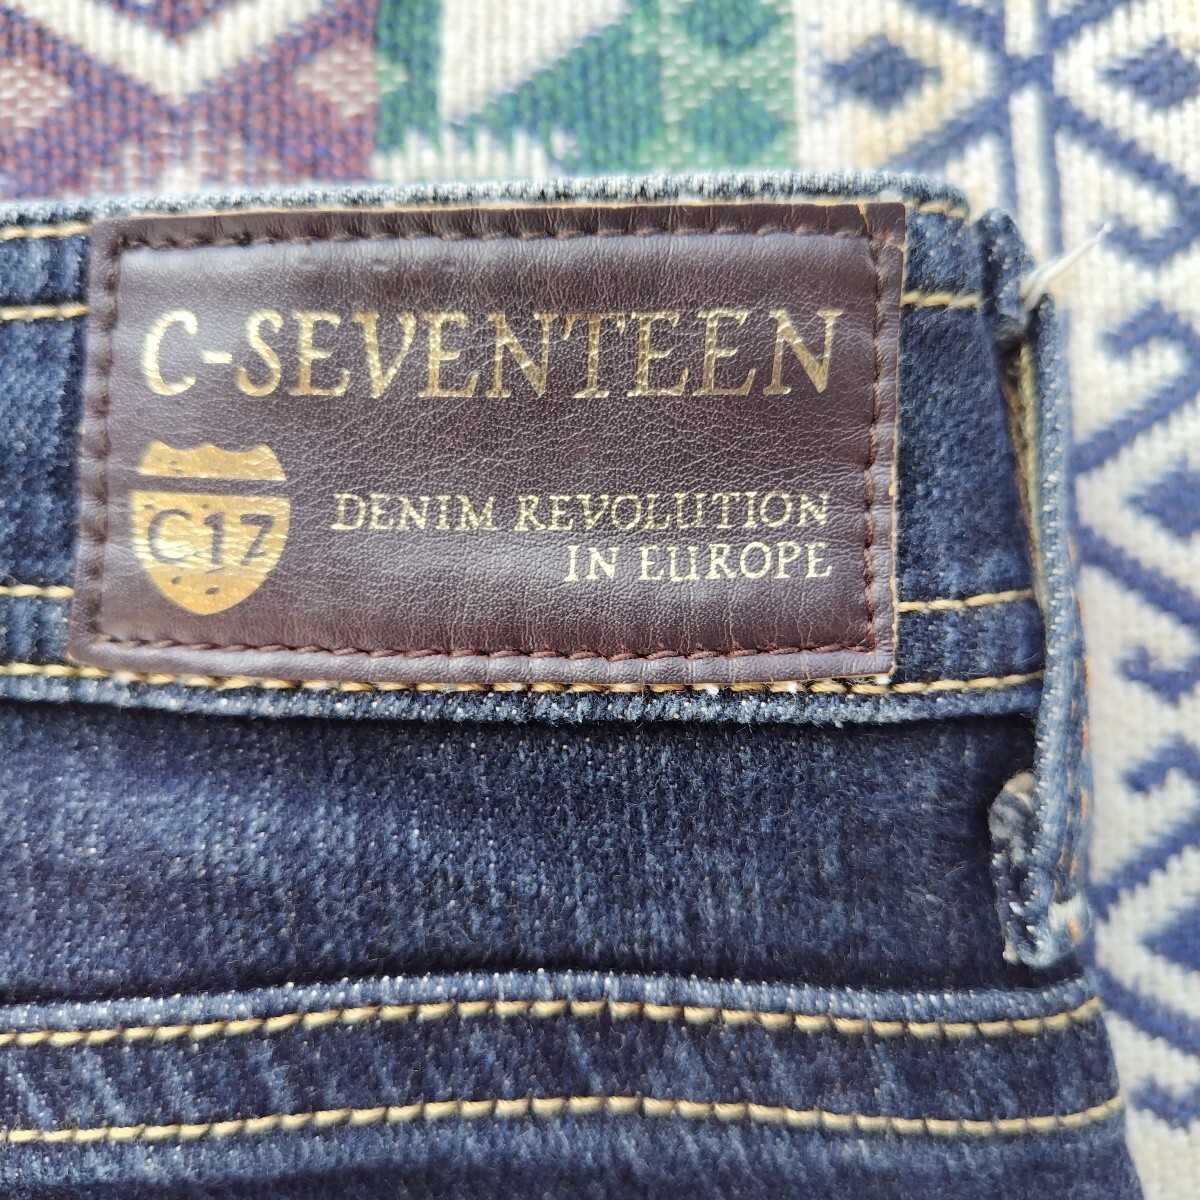 C-SEVENTEEN
C17
DENIM REVOLUTION
IN EUROPE